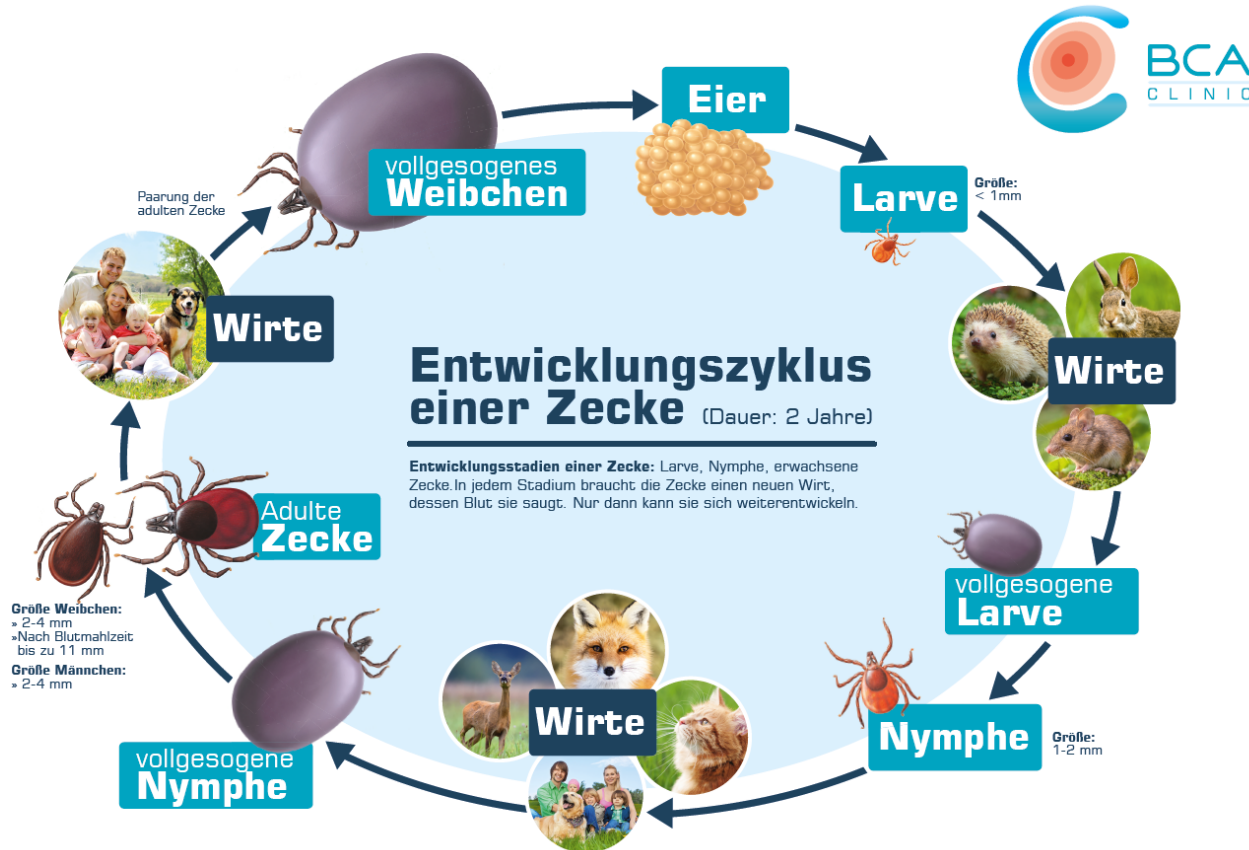 BCA
CLINIC
Eier
vollgesogenes
Weibchen
Larve
Größe:
< 1mm
Paarung der
adulten Zecke
Wirte
Wirte
Entwicklungszyklus
einer Zecke (Dauer: 2 Jahre)
Entwicklungsstadien einer Zecke: Larve, Nymphe, erwachsene
Zecke.In jedem Stadium braucht die Zecke einen neuen Wirt,
dessen Blut sie saugt. Nur dann kann sie sich weiterentwickeln.
Adulte
Zecke
vollgesogene
Larve
Größe Weibchen:
» 2-4 mm
»Nach Blutmahlzeit
bis zu 11 mm
Größe Männchen:
» 2-4 mm
Wirte
Nymphe
Größe:
1-2 mm
vollgesogene
Nymphe